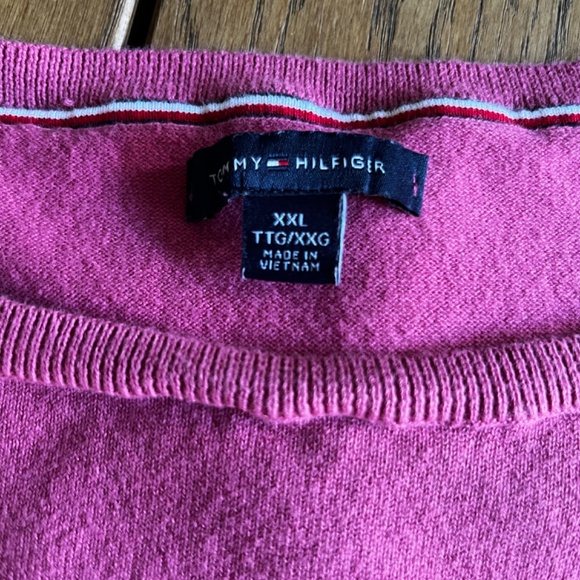 TOMMY HILFIGER
XXL
TTG/XXG
MADE IN
VIETNAM